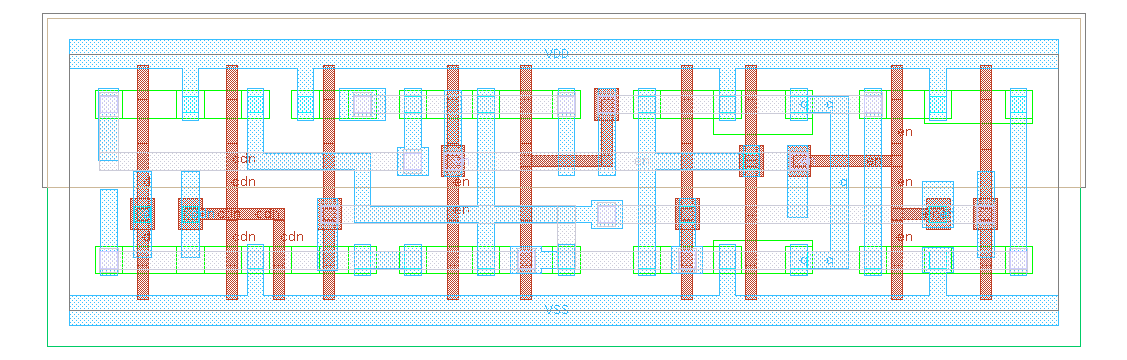 VDD
q q
en
cdn en en
d cdn en q en
en
cdn cdn
d cdn cdn en
q q
VSS